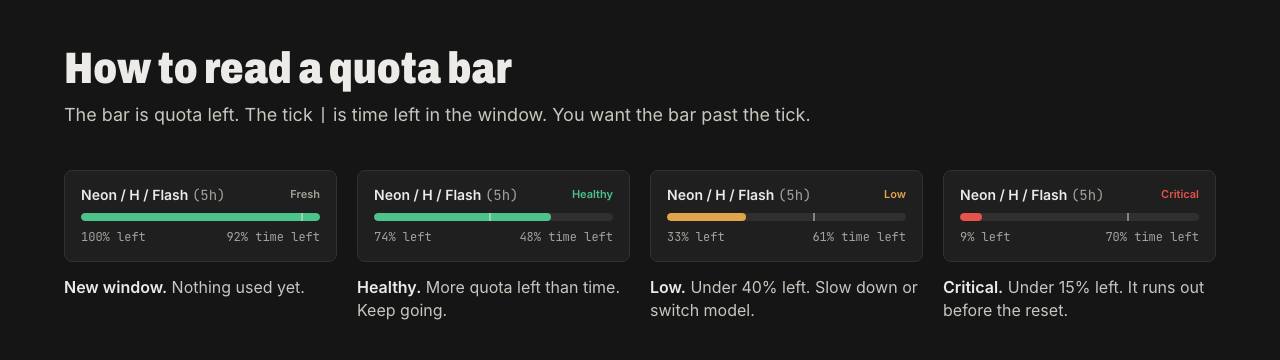 How to read a quota bar
The bar is quota left. The tick | is time left in the window. You want the bar past the tick.
Neon / H / Flash (5h) Fresh
100% left 92% time left
New window. Nothing used yet.
Neon / H / Flash (5h) Healthy
74% left 48% time left
Healthy. More quota left than time.
Keep going.
Neon / H / Flash (5h) Low
33% left 61% time left
Low. Under 40% left. Slow down or
switch model.
Neon / H / Flash (5h) Critical
9% left 70% time left
Critical. Under 15% left. It runs out
before the reset.